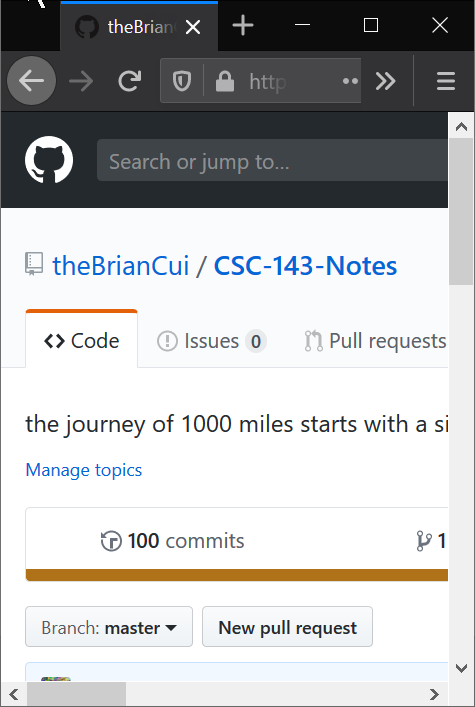 theBrian
http
Search or jump to...
theBrianCui / CSC-143-Notes
Code Issues 0 Pull requests
the journey of 1000 miles starts with a si
Manage topics
100 commits 1
Branch: master New pull request